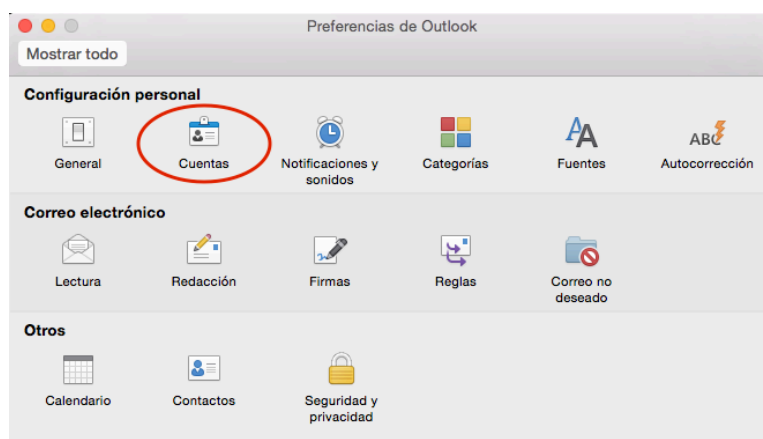 Preferencias de Outlook
Mostrar todo
Configuración personal
General
Cuentas
Notificaciones y
sonidos
Categorías
AA
Fuentes
ABC
Autocorrección
Correo electrónico
Lectura
Redacción
Firmas
Reglas
Correo no
deseado
Otros
Calendario
Contactos
Seguridad y
privacidad